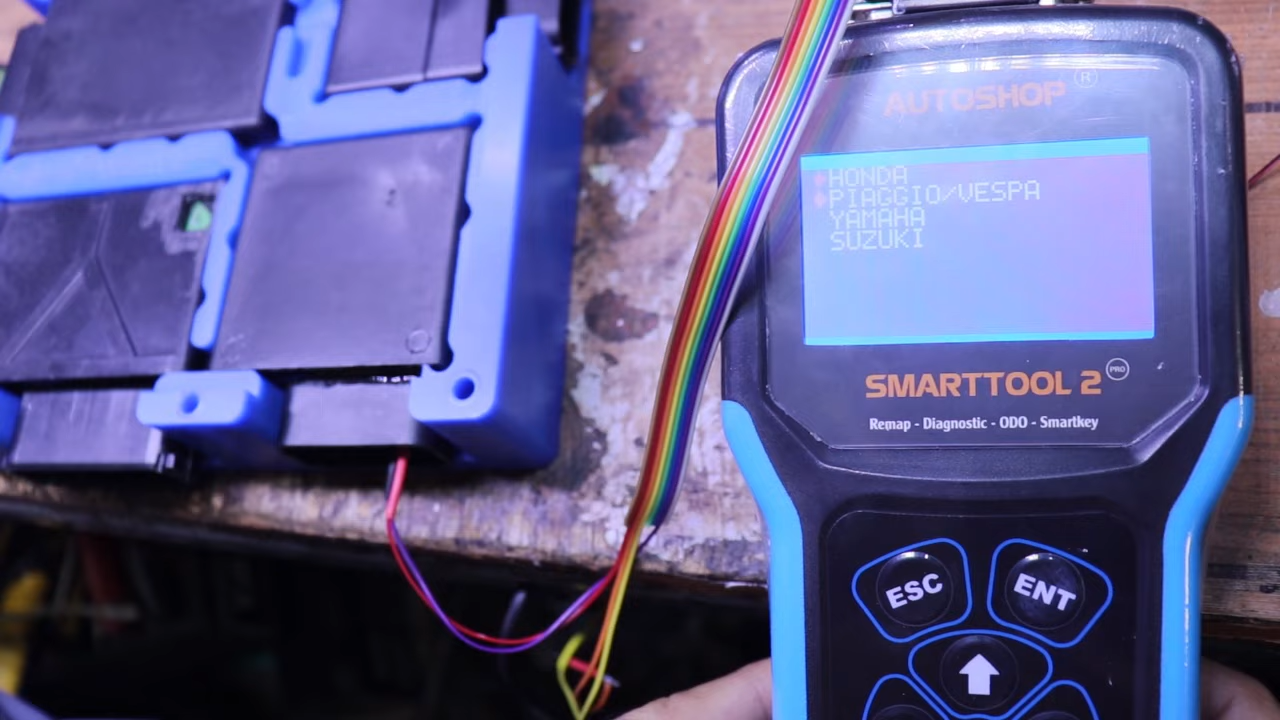 AUTOSHOP ®
HONDA
PIAGGIO/VESPA
YAMAHA
SUZUKI
SMARTTOOL 2 PRO
Remap - Diagnostic - ODO - Smartkey
ESC
ENT